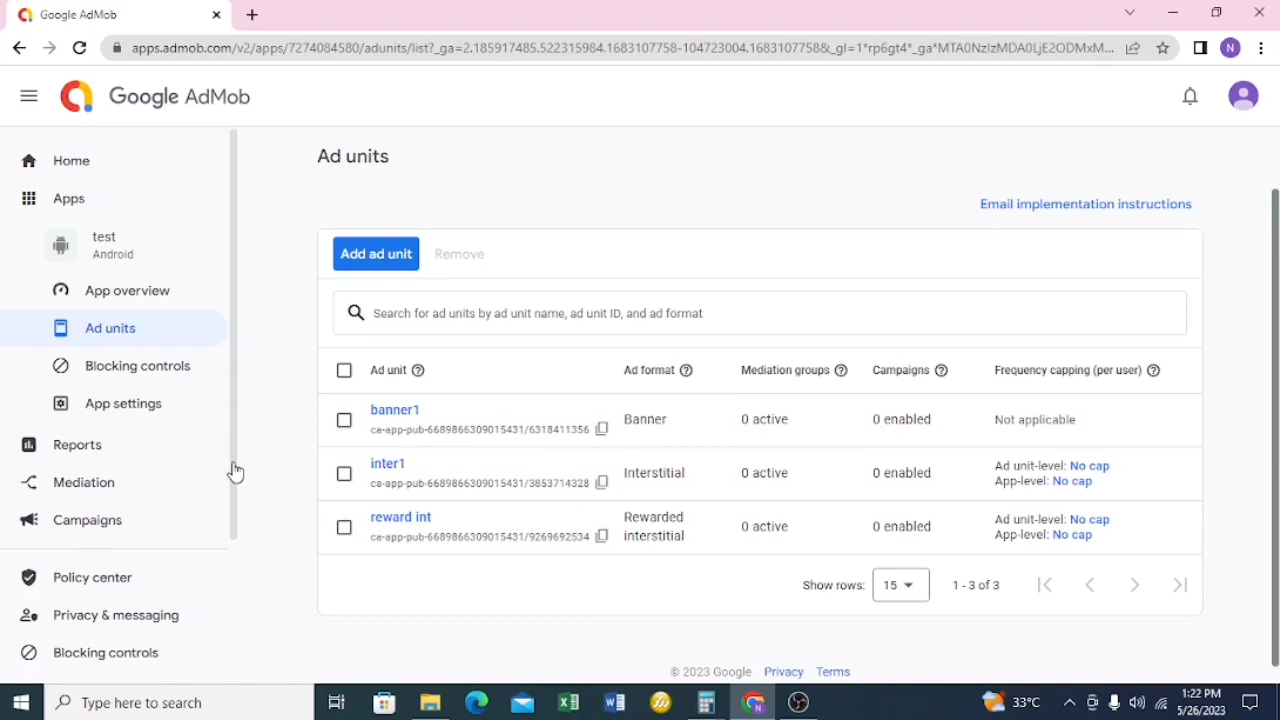 Google AdMob
apps.admob.com/v2/apps/7274084580/adunits/list?_ga=2.185917485.522315984.1683107758-104723004.1683107758&_gl=1*rp6gt4*_ga*MTA0NzIzMDA0LjE2ODMxM...
N
Google AdMob
Home
Apps
test
Android
App overview
Ad units
Blocking controls
App settings
Reports
Mediation
Campaigns
Policy center
Privacy & messaging
Blocking controls
Ad units
Email implementation instructions
Add ad unit Remove
Search for ad units by ad unit name, ad unit ID, and ad format
Ad unit Ad format Mediation groups Campaigns Frequency capping (per user)
banner1
ca-app-pub-6689866309015431/6318411356
Banner 0 active 0 enabled Not applicable
inter1
ca-app-pub-6689866309015431/3853714328
Interstitial 0 active 0 enabled
Ad unit-level: No cap
App-level: No cap
reward int
ca-app-pub-6689866309015431/9269692534
Rewarded
interstitial
0 active 0 enabled
Ad unit-level: No cap
App-level: No cap
Show rows: 15 1 - 3 of 3
© 2023 Google Privacy Terms
Type here to search
33°C
1:22 PM
5/26/2023